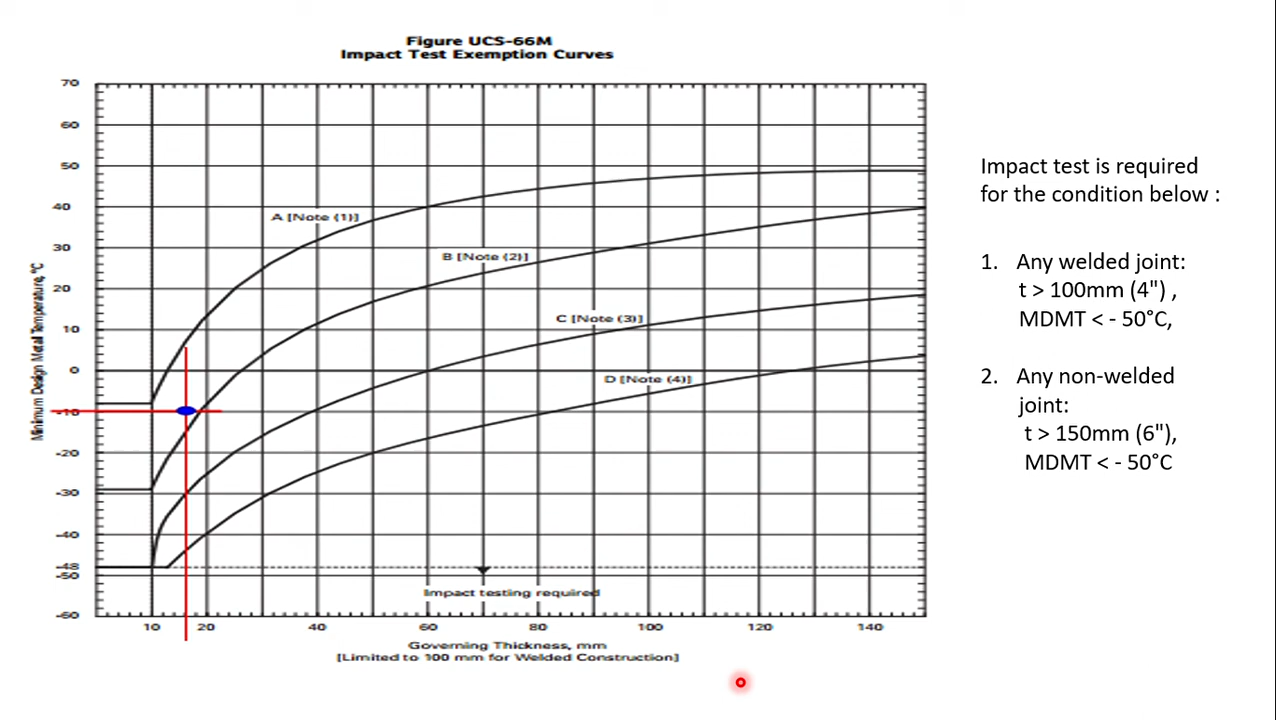 Figure UCS-66M
Impact Test Exemption Curves
70
60
50
40
30
20
10
0
-10
-20
-30
-40
-48
-50
-60
Minimum Design Metal Temperature, °C
A [Note (1)]
B [Note (2)]
C [Note (3)]
D [Note (4)]
Impact testing required
10 20 40 60 80 100 120 140
Governing Thickness, mm
[Limited to 100 mm for Welded Construction]
Impact test is required
for the condition below :
1. Any welded joint:
t > 100mm (4") ,
MDMT < - 50°C,
2. Any non-welded
joint:
t > 150mm (6"),
MDMT < - 50°C